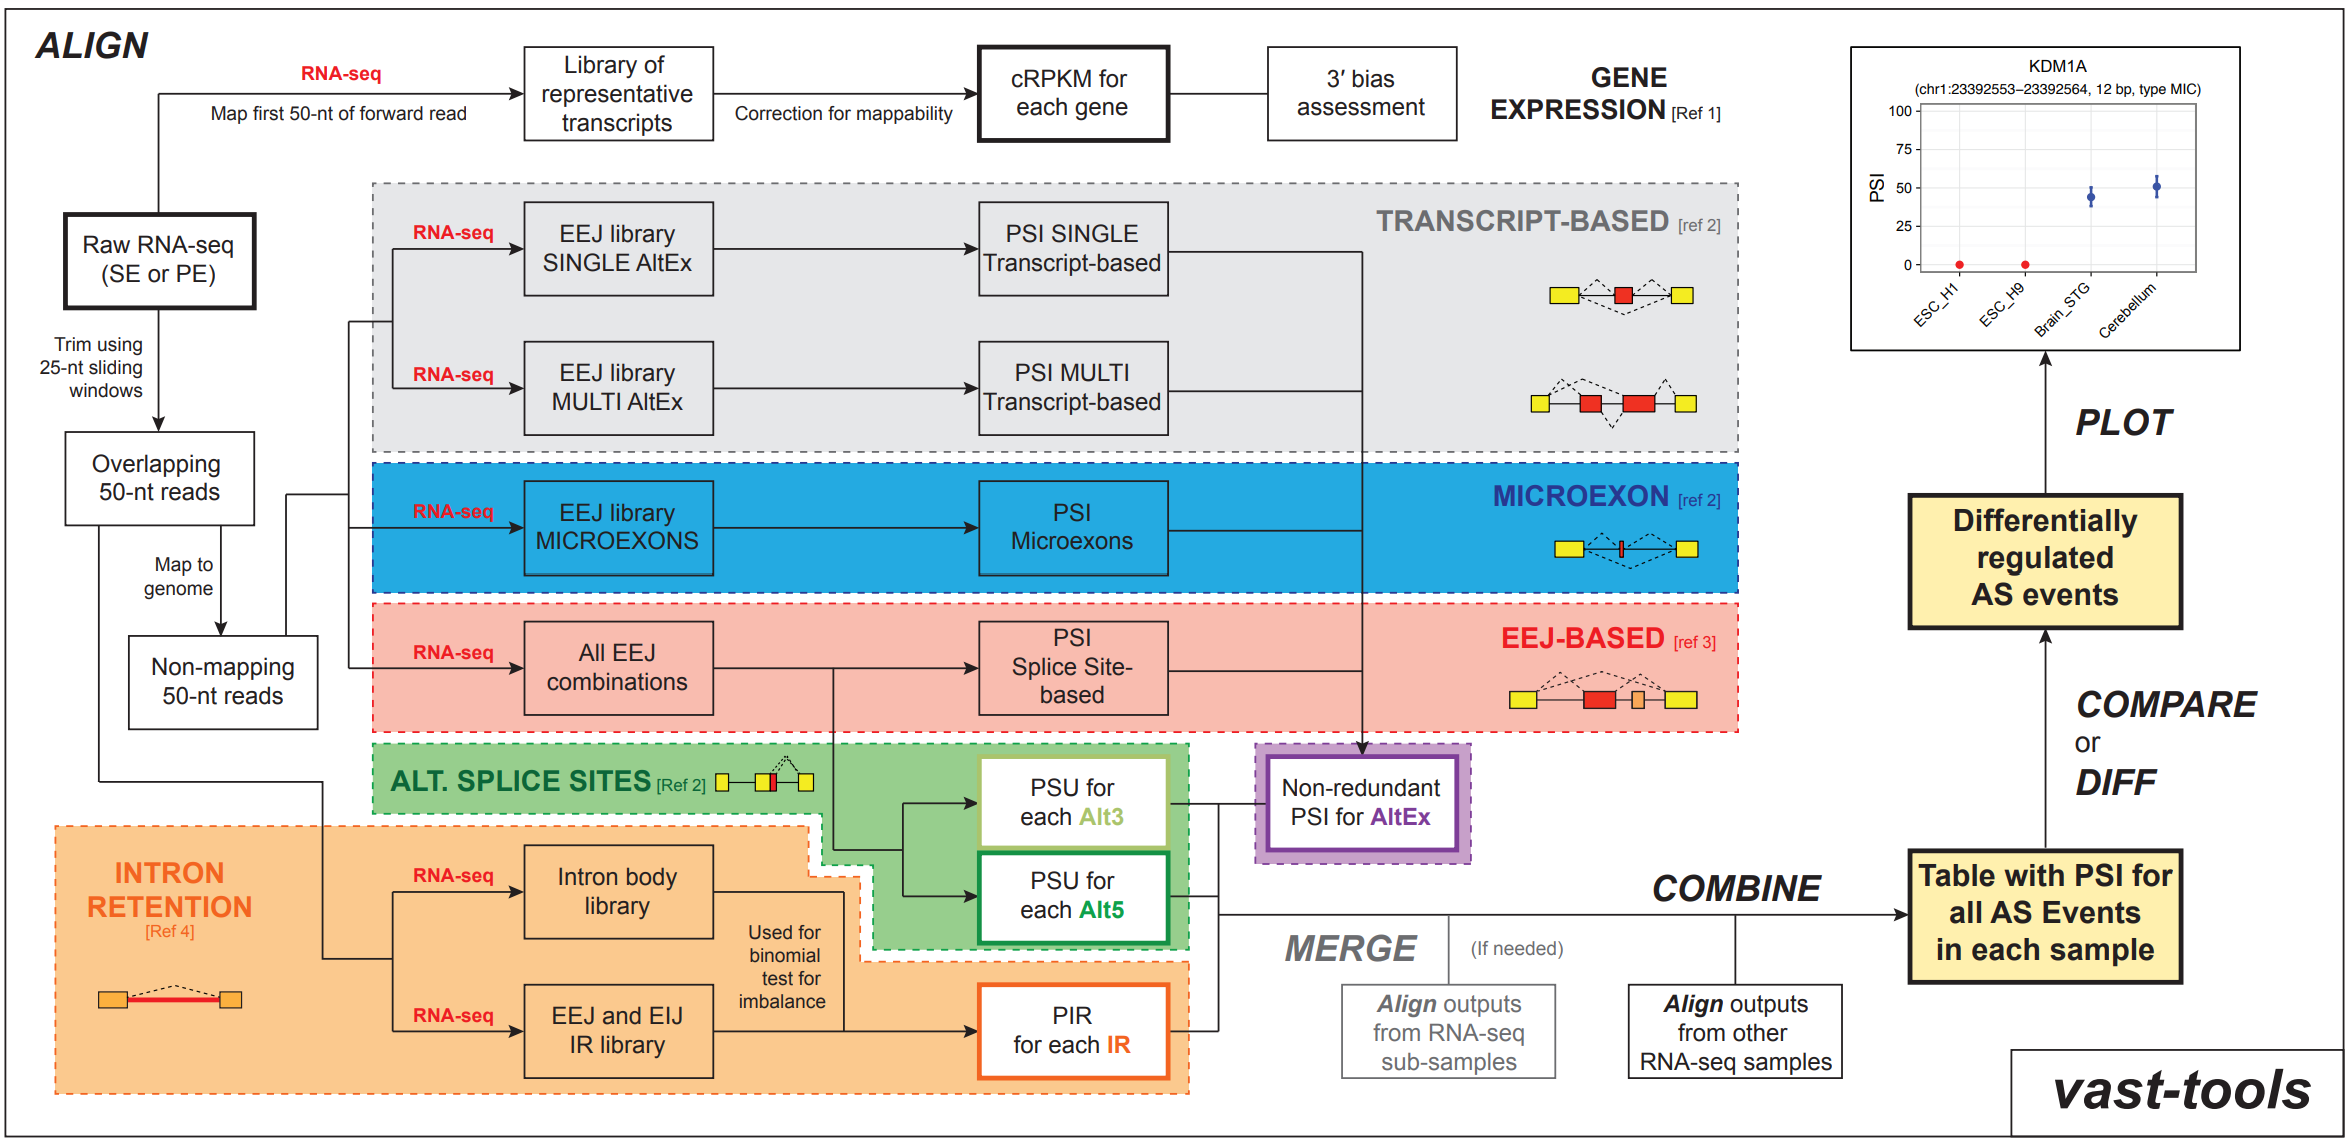 ALIGN
RNA-seq
Map first 50-nt of forward read
Library of
representative
transcripts
Correction for mappability
cRPKM for
each gene
3′ bias
assessment
GENE
EXPRESSION [Ref 1]
Raw RNA-seq
(SE or PE)
Trim using
25-nt sliding
windows
Overlapping
50-nt reads
Map to
genome
Non-mapping
50-nt reads
TRANSCRIPT-BASED [ref 2]
RNA-seq
EEJ library
SINGLE AltEx
PSI SINGLE
Transcript-based
RNA-seq
EEJ library
MULTI AltEx
PSI MULTI
Transcript-based
MICROEXON [ref 2]
RNA-seq
EEJ library
MICROEXONS
PSI
Microexons
EEJ-BASED [ref 3]
RNA-seq
All EEJ
combinations
PSI
Splice Site-
based
ALT. SPLICE SITES [Ref 2]
PSU for
each Alt3
PSU for
each Alt5
Non-redundant
PSI for AltEx
INTRON
RETENTION
[Ref 4]
RNA-seq
Intron body
library
Used for
binomial
test for
imbalance
RNA-seq
EEJ and EIJ
IR library
PIR
for each IR
MERGE
(If needed)
Align outputs
from RNA-seq
sub-samples
COMBINE
Align outputs
from other
RNA-seq samples
Table with PSI for
all AS Events
in each sample
COMPARE
or
DIFF
Differentially
regulated
AS events
PLOT
KDM1A
(chr1:23392553−23392564, 12 bp, type MIC)
PSI
100
75
50
25
0
ESC_H1
ESC_H9
Brain_STG
Cerebellum
vast-tools